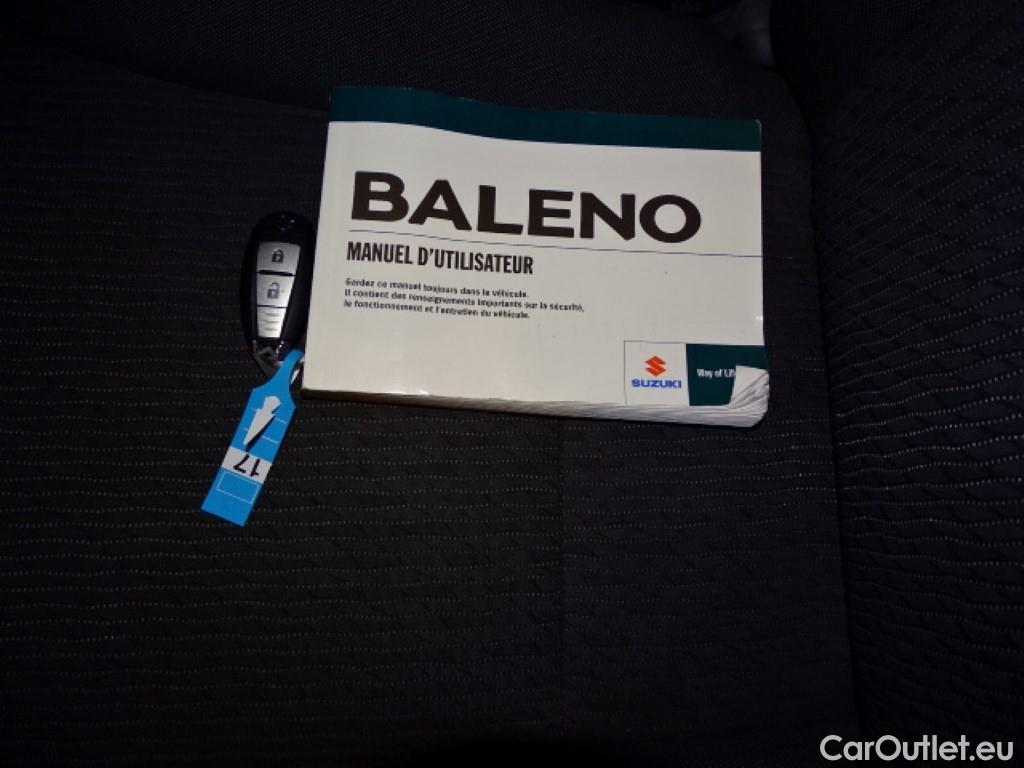 BALENO
MANUEL D'UTILISATEUR
Gardez ce manuel toujours dans le véhicule.
Il contient des renseignements importants sur la sécurité,
le fonctionnement et l'entretien du véhicule.
SUZUKI
Way of
17
CarOutlet.eu